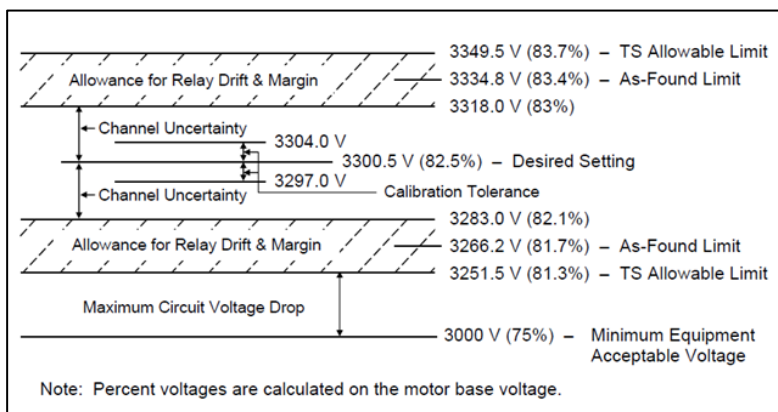 3349.5 V (83.7%) – TS Allowable Limit
Allowance for Relay Drift & Margin
3334.8 V (83.4%) – As-Found Limit
3318.0 V (83%)
Channel Uncertainty
3304.0 V
3300.5 V (82.5%) – Desired Setting
3297.0 V
Channel Uncertainty
Calibration Tolerance
3283.0 V (82.1%)
Allowance for Relay Drift & Margin
3266.2 V (81.7%) – As-Found Limit
3251.5 V (81.3%) – TS Allowable Limit
Maximum Circuit Voltage Drop
3000 V (75%) – Minimum Equipment
Acceptable Voltage
Note: Percent voltages are calculated on the motor base voltage.